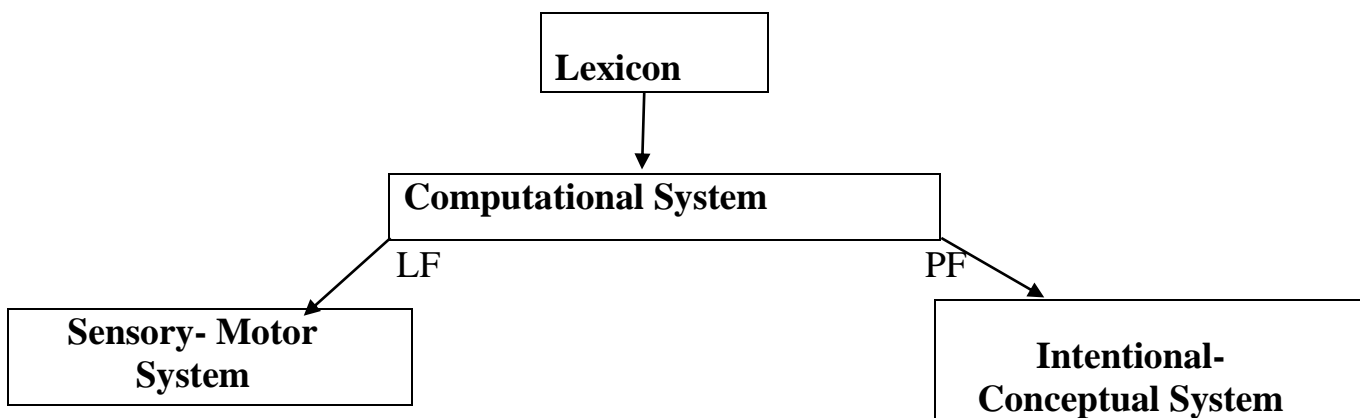 Lexicon
Computational System
LF
PF
Sensory- Motor
System
Intentional-
Conceptual System